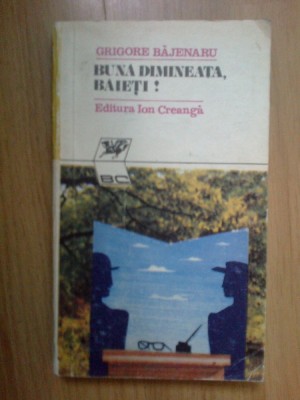 GRIGORE BĂJENARU
BUNĂ DIMINEAȚA,
BĂIEȚI !
Editura Ion Creangă
BC